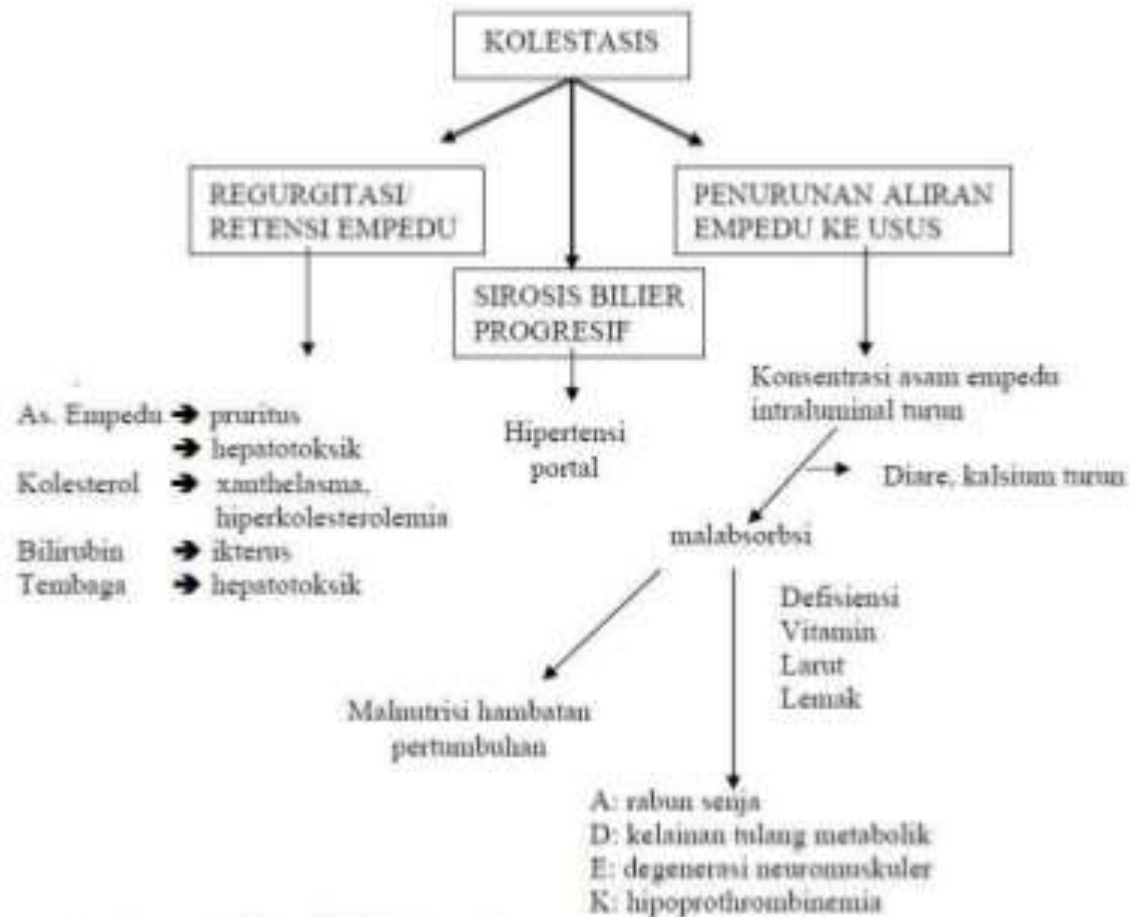 KOLESTASIS
REGURGITASI/
RETENSI EMPEDU
PENURUNAN ALIRAN
EMPEDU KE USUS
SIROSIS BILIER
PROGRESIF
As. Empedu ➔ pruritus
➔ hepatotoksik
Kolesterol ➔ xanthelasma,
hiperkolesterolemia
Bilirubin ➔ ikterus
Tembaga ➔ hepatotoksik
Hipertensi
portal
Konsentrasi asam empedu
intraluminal turun
Diare, kalsium turun
malabsorbsi
Defisiensi
Vitamin
Larut
Lemak
Malnutrisi hambatan
pertumbuhan
A: rabun senja
D: kelainan tulang metabolik
E: degenerasi neuromuskuler
K: hipoprothrombinemia